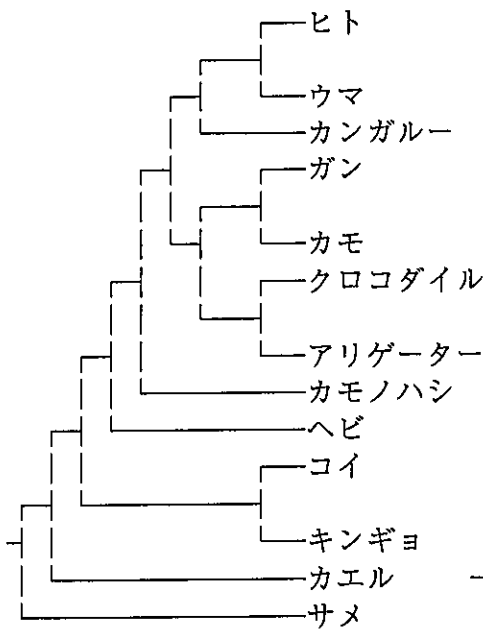 ヒト
ウマ
カンガルー
ガン
カモ
クロコダイル
アリゲーター
カモノハシ
ヘビ
コイ
キンギョ
カエル
サメ